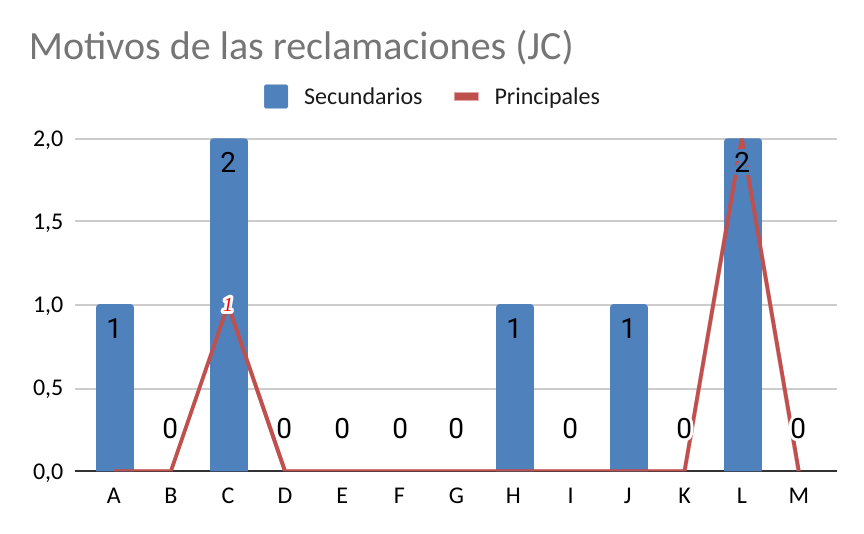 Motivos de las reclamaciones (JC)
Secundarios Principales
2,0
1,5
1,0
0,5
0,0
1 0 2 1 0 0 0 0 1 0 1 0 2 0
A B C D E F G H I J K L M